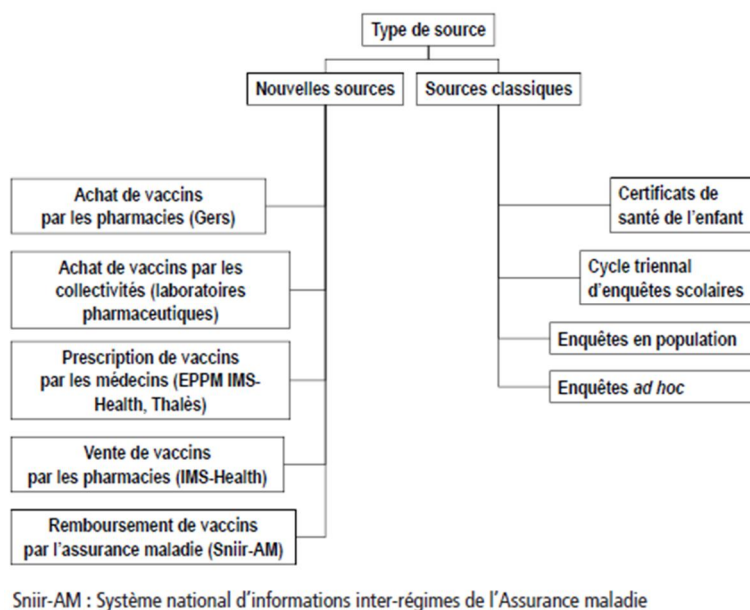 Type de source
Nouvelles sources
Sources classiques
Achat de vaccins
par les pharmacies (Gers)
Achat de vaccins par les
collectivités (laboratoires
pharmaceutiques)
Prescription de vaccins
par les médecins (EPPM IMS-
Health, Thalès)
Vente de vaccins
par les pharmacies (IMS-Health)
Remboursement de vaccins
par l'assurance maladie (Sniir-AM)
Certificats de
santé de l'enfant
Cycle triennal
d'enquêtes scolaires
Enquêtes en population
Enquêtes ad hoc
Sniir-AM : Système national d'informations inter-régimes de l'Assurance maladie